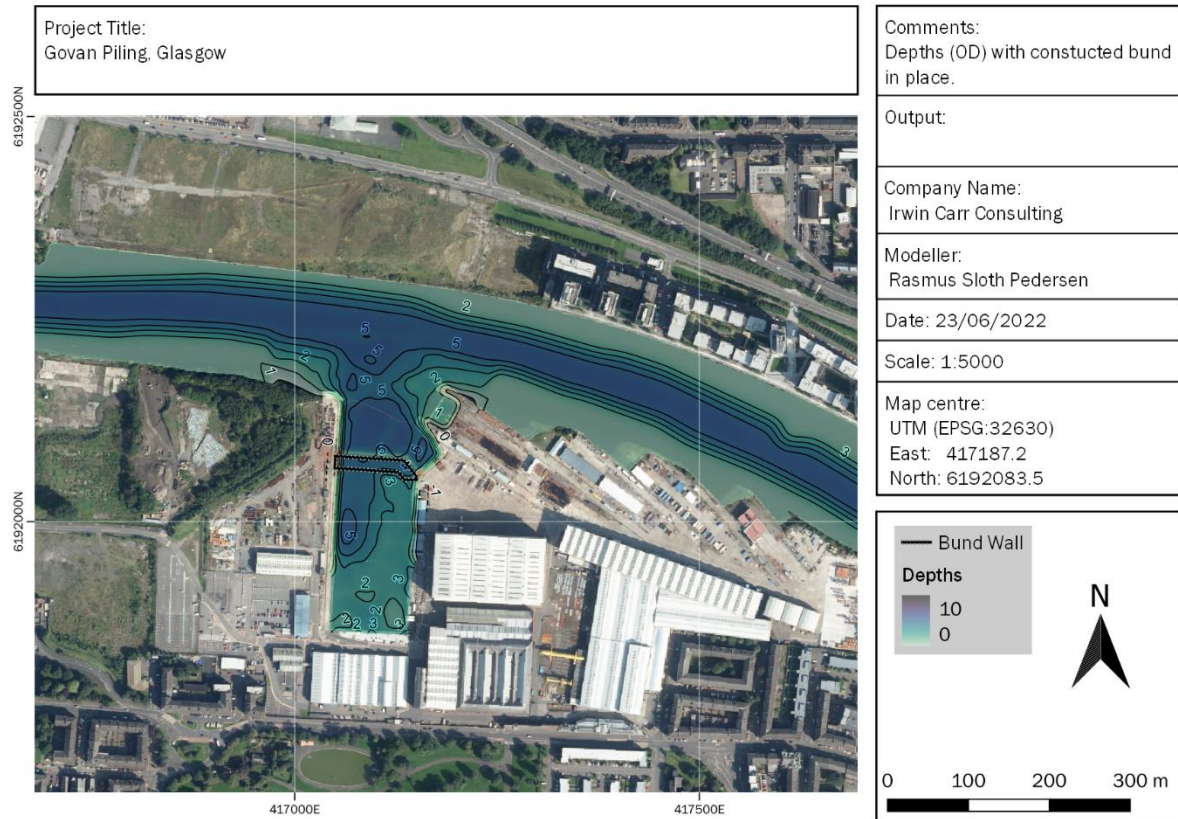 Project Title:
Govan Piling, Glasgow
Comments:
Depths (OD) with constucted bund
in place.
Output:
Company Name:
Irwin Carr Consulting
Modeller:
Rasmus Sloth Pedersen
Date: 23/06/2022
Scale: 1:5000
Map centre:
UTM (EPSG:32630)
East: 417187.2
North: 6192083.5
6192500N
6192000N
2
5
5
5
2
5
5
2
1
1
0
0
3
3
-1
5
3
2
2
2
3
417000E
417500E
Bund Wall
Depths
10
0
N
0 100 200 300 m